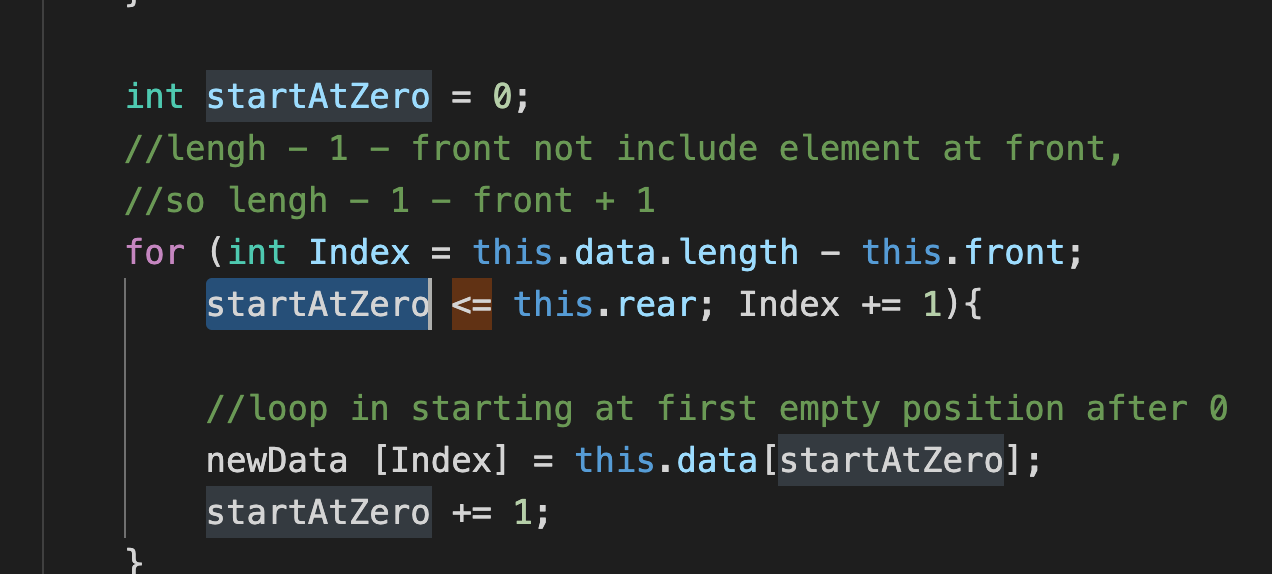 }
int startAtZero = 0;
//lengh - 1 - front not include element at front,
//so lengh - 1 - front + 1
for (int Index = this.data.length - this.front;
startAtZero <= this.rear; Index += 1){
//loop in starting at first empty position after 0
newData [Index] = this.data[startAtZero];
startAtZero += 1;
}